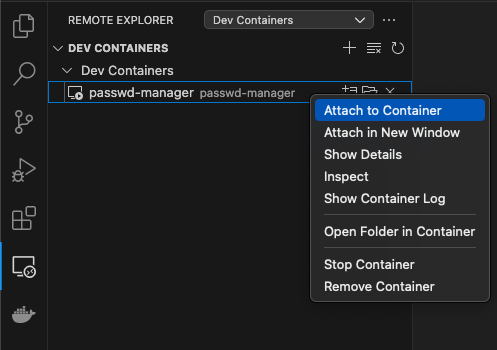 REMOTE EXPLORER
Dev Containers
DEV CONTAINERS
Dev Containers
passwd-manager passwd-manager
Attach to Container
Attach in New Window
Show Details
Inspect
Show Container Log
Open Folder in Container
Stop Container
Remove Container